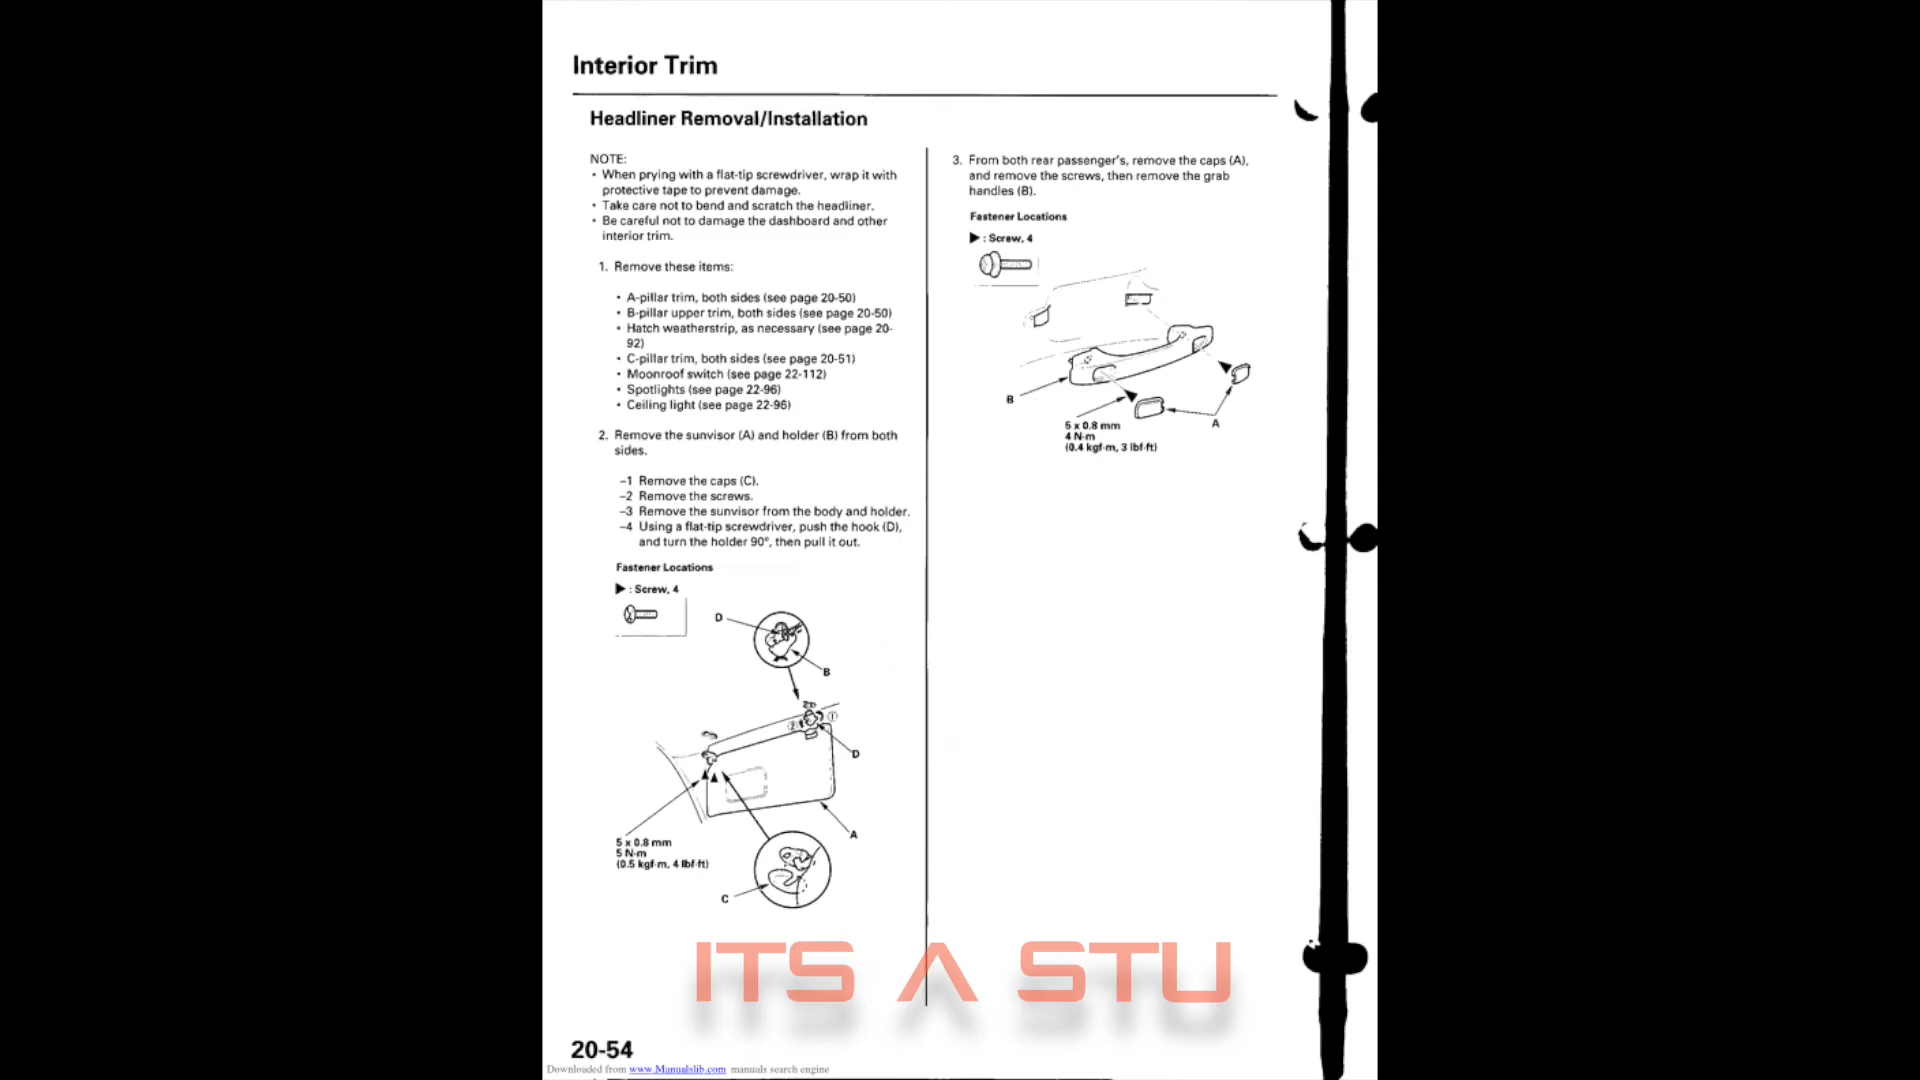 Interior Trim
Headliner Removal/Installation
NOTE:
• When prying with a flat-tip screwdriver, wrap it with
protective tape to prevent damage.
• Take care not to bend and scratch the headliner.
• Be careful not to damage the dashboard and other
interior trim.
1. Remove these items:
• A-pillar trim, both sides (see page 20-50)
• B-pillar upper trim, both sides (see page 20-50)
• Hatch weatherstrip, as necessary (see page 20-
92)
• C-pillar trim, both sides (see page 20-51)
• Moonroof switch (see page 22-112)
• Spotlights (see page 22-96)
• Ceiling light (see page 22-96)
2. Remove the sunvisor (A) and holder (B) from both
sides.
–1 Remove the caps (C).
–2 Remove the screws.
–3 Remove the sunvisor from the body and holder.
–4 Using a flat-tip screwdriver, push the hook (D),
and turn the holder 90°, then pull it out.
Fastener Locations
▶ : Screw, 4
D
B
① 
②
D
A
5 x 0.8 mm
5 N·m
(0.5 kgf·m, 4 lbf·ft)
C
3. From both rear passenger's, remove the caps (A),
and remove the screws, then remove the grab
handles (B).
Fastener Locations
▶ : Screw, 4
B
A
5 x 0.8 mm
4 N·m
(0.4 kgf·m, 3 lbf·ft)
ITS A STU
20-54
Downloaded from www.Manualslib.com manuals search engine